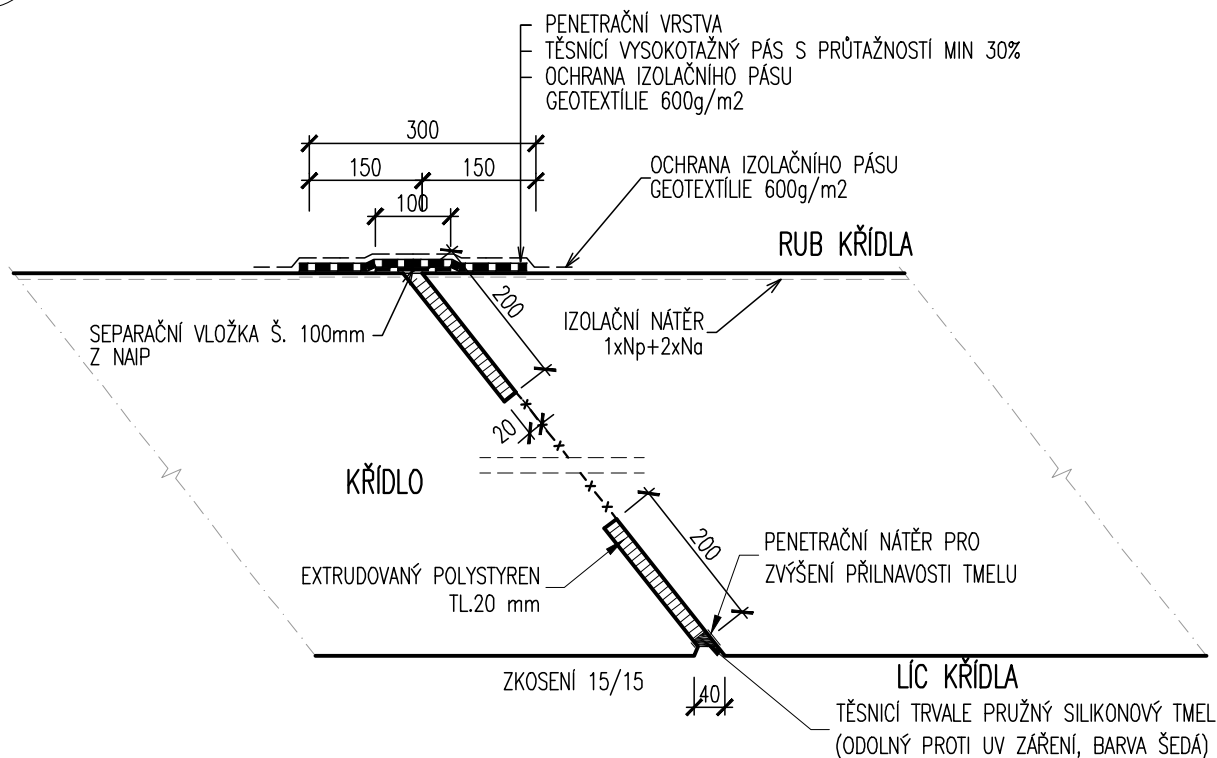 PENETRAČNÍ VRSTVA
TĚSNÍCÍ VYSOKOTAŽNÝ PÁS S PRŮTAŽNOSTÍ MIN 30%
OCHRANA IZOLAČNÍHO PÁSU
GEOTEXTÍLIE 600g/m2
300
150
150
100
OCHRANA IZOLAČNÍHO PÁSU
GEOTEXTÍLIE 600g/m2
RUB KŘÍDLA
200
SEPARAČNÍ VLOŽKA Š. 100mm
Z NAIP
IZOLAČNÍ NÁTĚR
1xNp+2xNa
20
KŘÍDLO
200
EXTRUDOVANÝ POLYSTYREN
TL.20 mm
PENETRAČNÍ NÁTĚR PRO
ZVÝŠENÍ PŘILNAVOSTI TMELU
ZKOSENÍ 15/15
40
LÍC KŘÍDLA
TĚSNICÍ TRVALE PRUŽNÝ SILIKONOVÝ TMEL
(ODOLNÝ PROTI UV ZÁŘENÍ, BARVA ŠEDÁ)